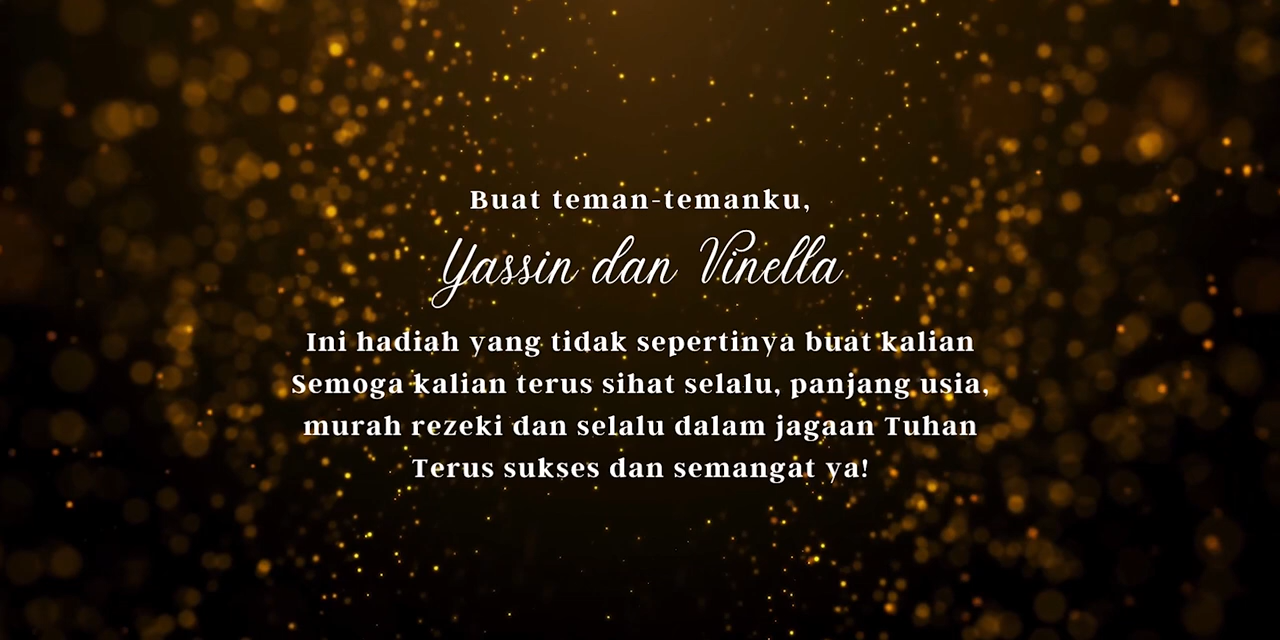 Buat teman-temanku,
Yassin dan Vinella
Ini hadiah yang tidak sepertinya buat kalian
Semoga kalian terus sihat selalu, panjang usia,
murah rezeki dan selalu dalam jagaan Tuhan
Terus sukses dan semangat ya!